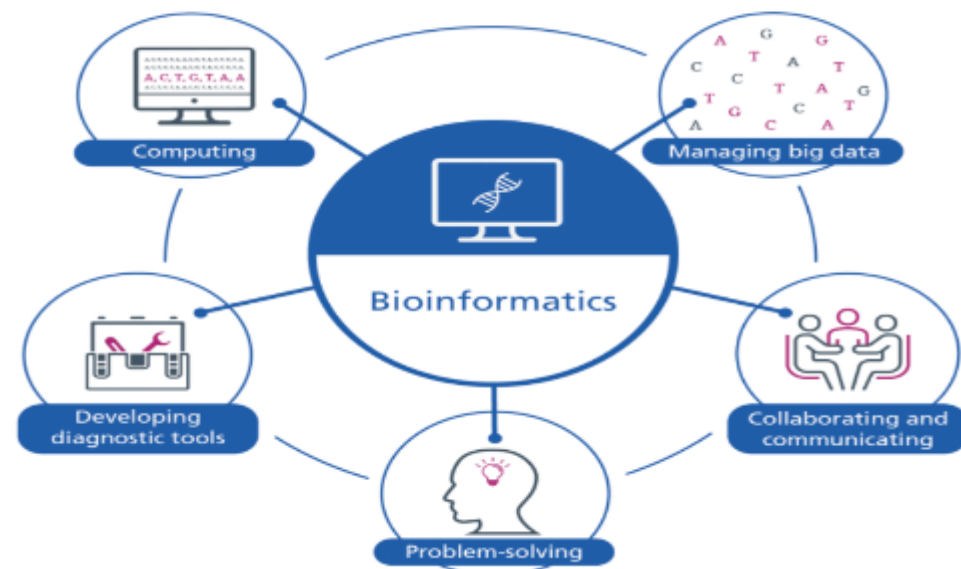 A, C, T, G, T, A, A
Computing
A G G
C T A T
C C T A G
T G C T
A C A
Managing big data
Bioinformatics
Developing
diagnostic tools
Collaborating and
communicating
Problem-solving